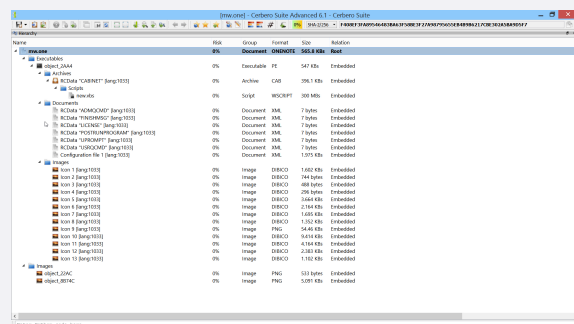 [mw.one] - Cerbero Suite Advanced 6.1 - Cerbero Suite
Hierarchy
Name Risk Group Format Size Relation
mw.one 0% Document ONENOTE 565.8 KBs Root
Executables
object_2AA4 0% Executable PE 547 KBs Embedded
Archives
RCData "CABINET" [lang:1033] 0% Archive CAB 396.1 KBs Embedded
Scripts
new.vbs 0% Script WSCRIPT 300 MBs Embedded
Documents
RCData "ADMQCMD" [lang:1033] 0% Document XML 7 bytes Embedded
RCData "FINISHMSG" [lang:1033] 0% Document XML 7 bytes Embedded
RCData "LICENSE" [lang:1033] 0% Document XML 7 bytes Embedded
RCData "POSTRUNPROGRAM" [lang:1033] 0% Document XML 7 bytes Embedded
RCData "UPROMPT" [lang:1033] 0% Document XML 7 bytes Embedded
RCData "USRQCMD" [lang:1033] 0% Document XML 7 bytes Embedded
Configuration file 1 [lang:1033] 0% Document XML 1.975 KBs Embedded
Images
Icon 1 [lang:1033] 0% Image DIBICO 1.602 KBs Embedded
Icon 2 [lang:1033] 0% Image DIBICO 744 bytes Embedded
Icon 3 [lang:1033] 0% Image DIBICO 488 bytes Embedded
Icon 4 [lang:1033] 0% Image DIBICO 296 bytes Embedded
Icon 5 [lang:1033] 0% Image DIBICO 3.664 KBs Embedded
Icon 6 [lang:1033] 0% Image DIBICO 2.164 KBs Embedded
Icon 7 [lang:1033] 0% Image DIBICO 1.695 KBs Embedded
Icon 8 [lang:1033] 0% Image DIBICO 1.352 KBs Embedded
Icon 9 [lang:1033] 0% Image PNG 54.46 KBs Embedded
Icon 10 [lang:1033] 0% Image DIBICO 9.414 KBs Embedded
Icon 11 [lang:1033] 0% Image DIBICO 4.164 KBs Embedded
Icon 12 [lang:1033] 0% Image DIBICO 2.383 KBs Embedded
Icon 13 [lang:1033] 0% Image DIBICO 1.102 KBs Embedded
Images
object_22AC 0% Image PNG 533 bytes Embedded
object_8B74C 0% Image PNG 5.091 KBs Embedded